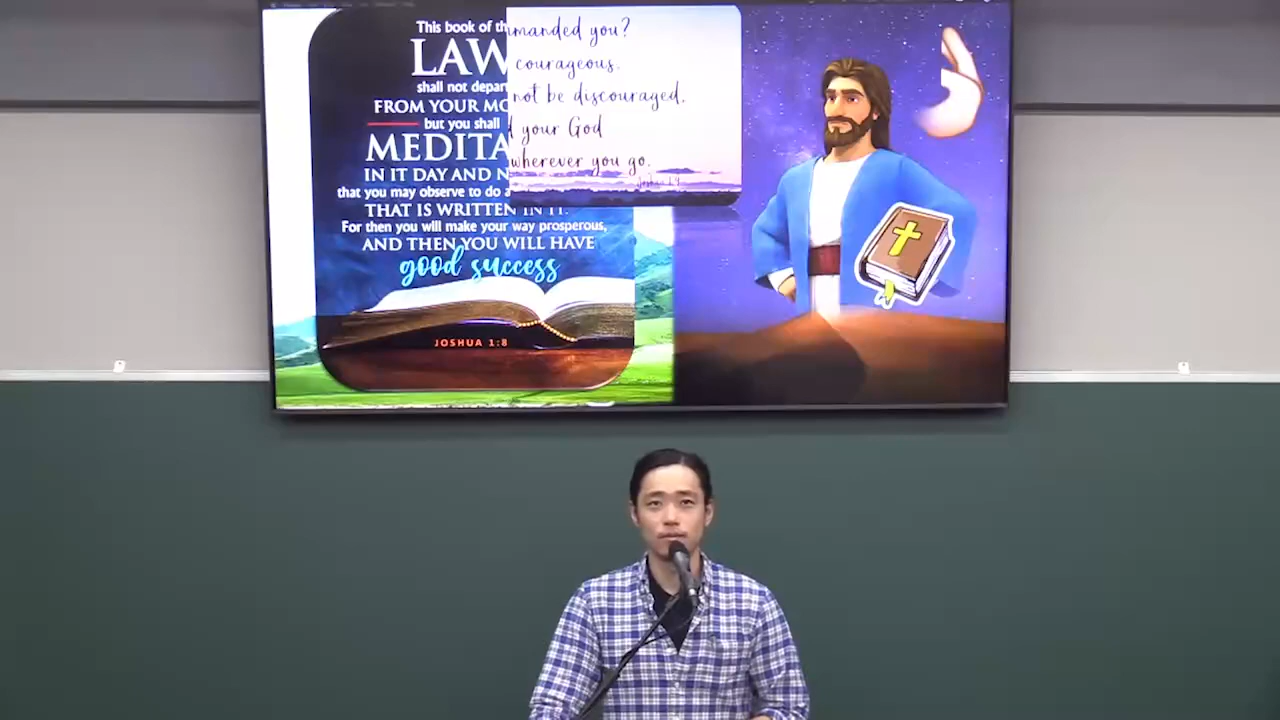 This book of th
LAW
shall not depar
FROM YOUR MO
but you shall
MEDITA
IN IT DAY AND N
that you may observe to do a
THAT IS WRITTEN IN IT.
For then you will make your way prosperous,
AND THEN YOU WILL HAVE
good success
JOSHUA 1:8
manded you?
courageous.
not be discouraged,
your God
wherever you go.
Joshua 1:9